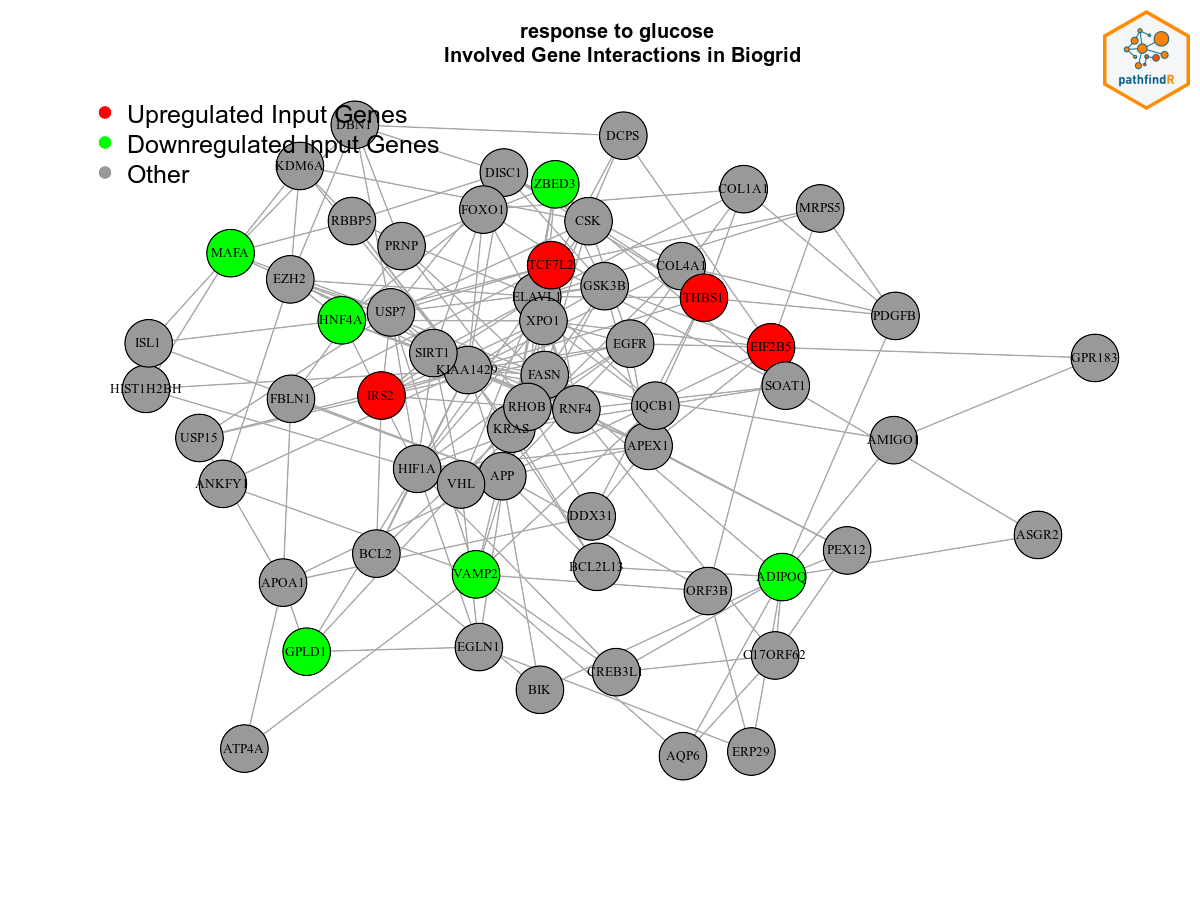 response to glucose
Involved Gene Interactions in Biogrid
pathfindR
Upregulated Input Genes
Downregulated Input Genes
Other
DBN1
DCPS
KDM6A
DISC1
ZBED3
COL1A1
MRPS5
FOXO1
RBBP5
CSK
PRNP
MAFA
TCF7L2
COL4A1
EZH2
GSK3B
ELAVL1
THBS1
USP7
PDGFB
HNF4A
XPO1
ISL1
EGFR
EIF2B5
SIRT1
GPR183
KIAA1429
FASN
HIST1H2BH
SOAT1
IRS2
FBLN1
RHOB
RNF4
IQCB1
KRAS
USP15
AMIGO1
APEX1
HIF1A
APP
VHL
ANKFY1
DDX31
ASGR2
BCL2
PEX12
BCL2L13
VAMP2
ADIPOQ
APOA1
ORF3B
EGLN1
GPLD1
C17ORF62
CREB3L1
BIK
ATP4A
ERP29
AQP6